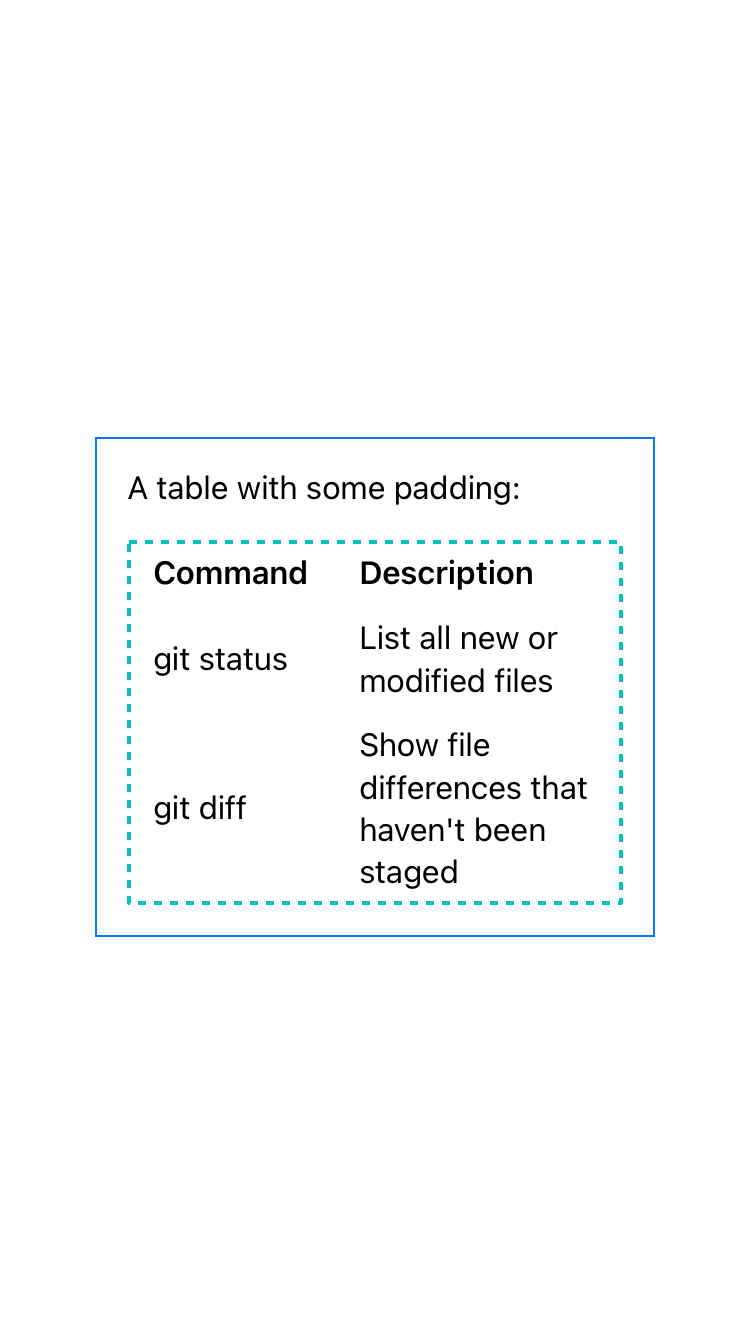 A table with some padding:
Command Description
git status
List all new or
modified files
git diff
Show file
differences that
haven't been
staged